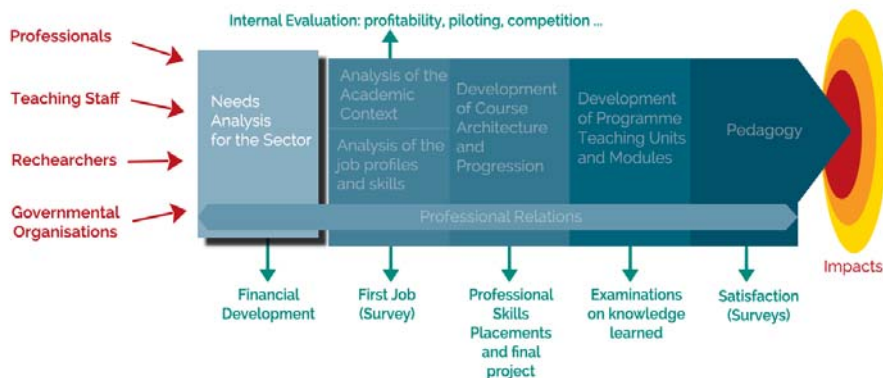 Internal Evaluation: profitability, piloting, competition ...
Professionals
Teaching Staff
Rechearchers
Governmental
Organisations
Needs
Analysis
for the Sector
Analysis of the
Academic
Context
Analysis of the
job profiles
and skills
Development
of Course
Architecture
and
Progression
Development
of Programme
Teaching Units
and Modules
Pedagogy
Professional Relations
Impacts
Financial
Development
First Job
(Survey)
Professional
Skills
Placements
and final
project
Examinations
on knowledge
learned
Satisfaction
(Surveys)